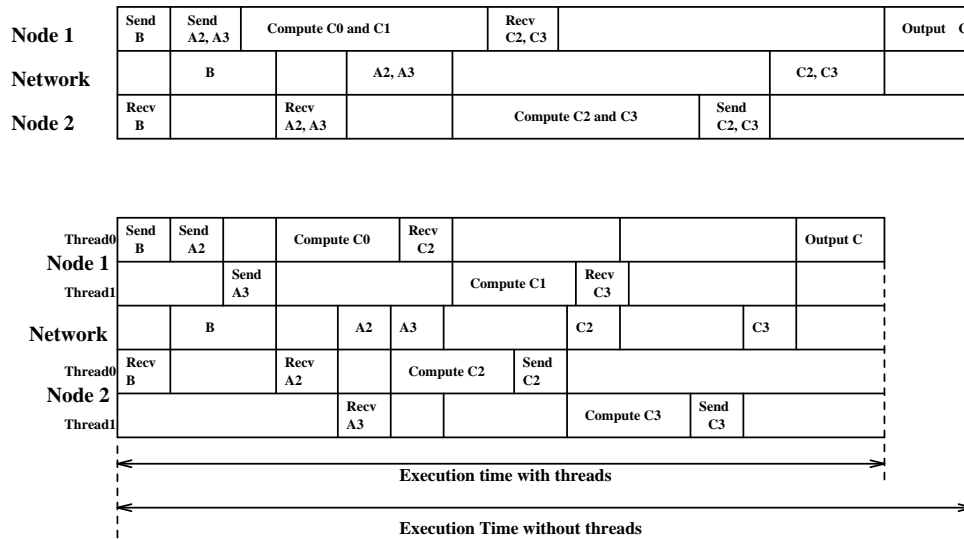 Node 1
Send
B
Send
A2, A3
Compute C0 and C1
Recv
C2, C3
Output C
Network
B
A2, A3
C2, C3
Node 2
Recv
B
Recv
A2, A3
Compute C2 and C3
Send
C2, C3
Thread0
Send
B
Send
A2
Compute C0
Recv
C2
Output C
Node 1
Thread1
Send
A3
Compute C1
Recv
C3
Network
B
A2
A3
C2
C3
Thread0
Recv
B
Recv
A2
Compute C2
Send
C2
Node 2
Thread1
Recv
A3
Compute C3
Send
C3
Execution time with threads
Execution Time without threads